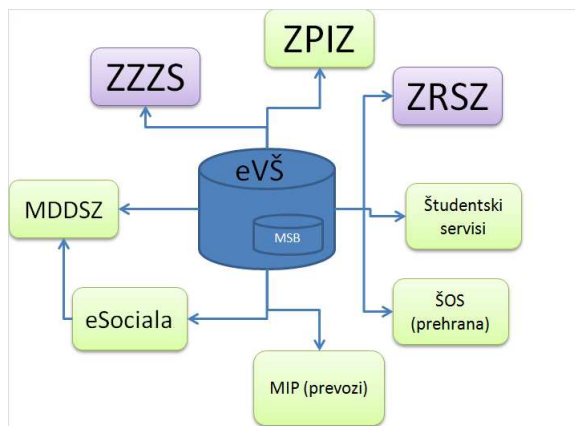 ZPIZ
ZZZS
ZRSZ
eVŠ
MSB
MDDSZ
Študentski
servisi
eSociala
ŠOS
(prehrana)
MIP (prevozi)